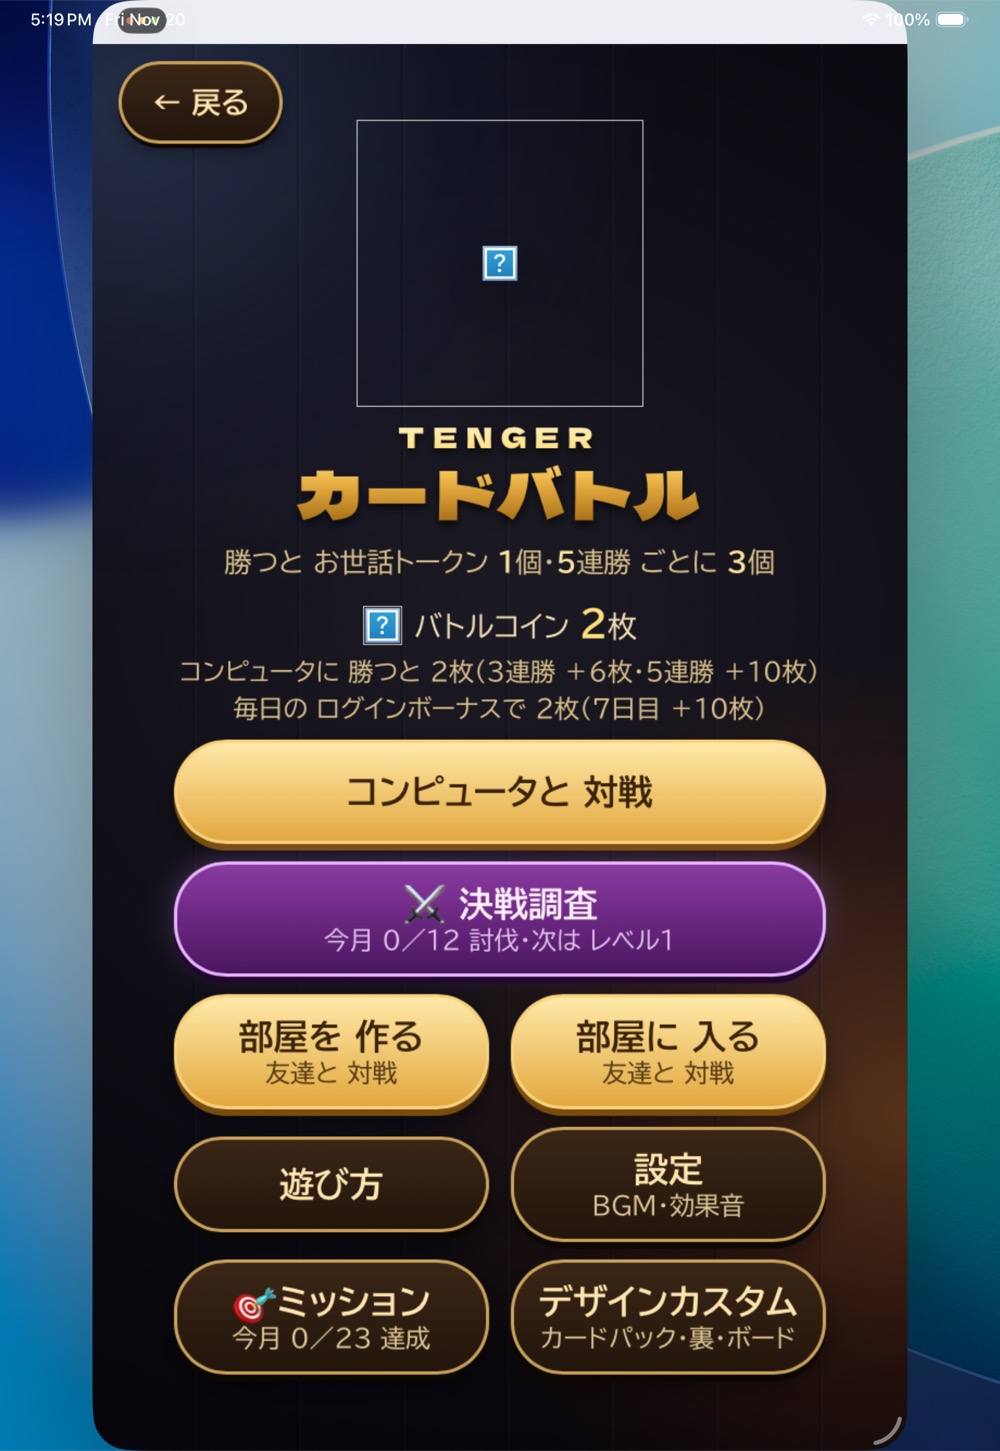 5:19 PM Fri Nov 20
100%
← 戻る
TENGER
カードバトル
勝つと お世話トークン 1個・5連勝 ごとに 3個
バトルコイン 2枚
コンピュータに 勝つと 2枚(3連勝 +6枚・5連勝 +10枚)
毎日の ログインボーナスで 2枚(7日目 +10枚)
コンピュータと 対戦
⚔️ 決戦調査
今月 0/12 討伐・次は レベル1
部屋を 作る
友達と 対戦
部屋に 入る
友達と 対戦
遊び方
設定
BGM・効果音
🎯ミッション
今月 0/23 達成
デザインカスタム
カードパック・裏・ボード